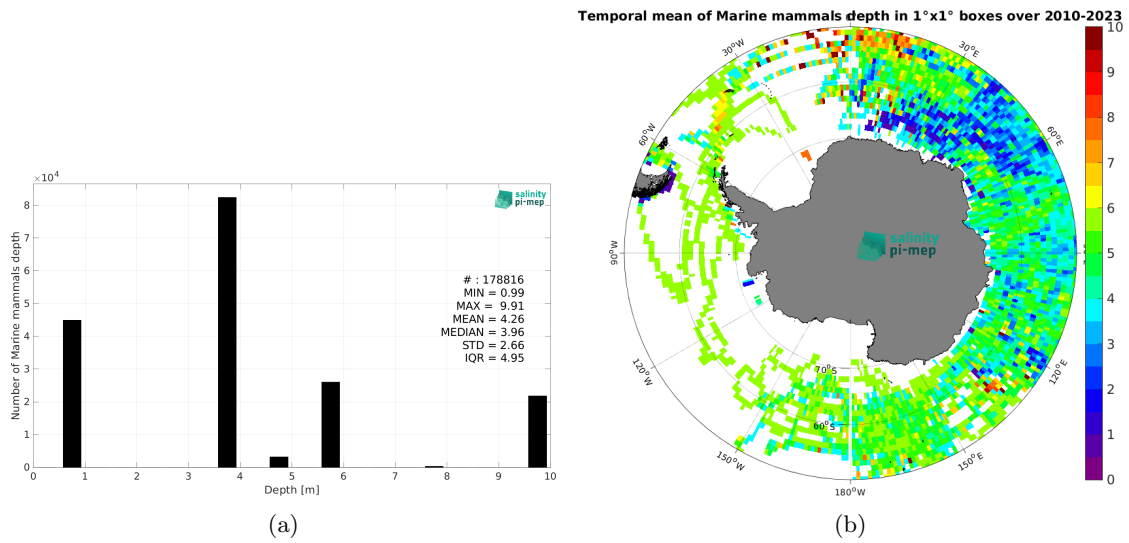 Temporal mean of Marine mammals depth in 1°x1° boxes over 2010-2023
×10⁴
salinity
pi-mep
# : 178816
MIN = 0.99
MAX = 9.91
MEAN = 4.26
MEDIAN = 3.96
STD = 2.66
IQR = 4.95
Number of Marine mammals depth
8
7
6
5
4
3
2
1
0
0 1 2 3 4 5 6 7 8 9 10
Depth [m]
(a)
30°W
30°E
60°W
60°E
90°W
120°W
120°E
150°W
150°E
180°W
70°S
60°S
salinity
pi-mep
10
9
8
7
6
5
4
3
2
1
0
(b)